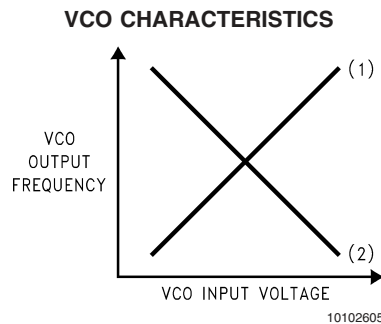 VCO CHARACTERISTICS
(1)
VCO
OUTPUT
FREQUENCY
(2)
VCO INPUT VOLTAGE
10102605